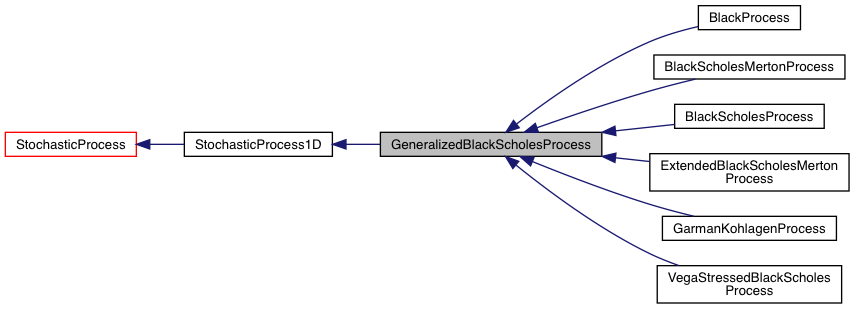 BlackProcess
BlackScholesMertonProcess
BlackScholesProcess
StochasticProcess
StochasticProcess1D
GeneralizedBlackScholesProcess
ExtendedBlackScholesMerton
Process
GarmanKohlagenProcess
VegaStressedBlackScholes
Process